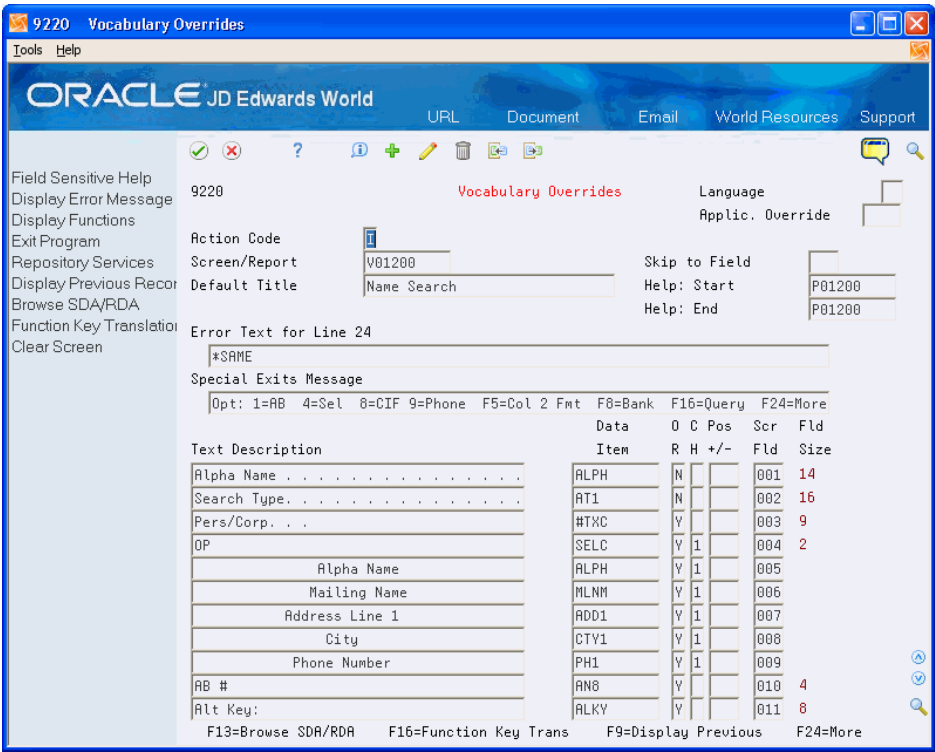 9220 Vocabulary Overrides
Tools Help
ORACLE JD Edwards World
URL Document Email World Resources Support
Field Sensitive Help
Display Error Message
Display Functions
Exit Program
Repository Services
Display Previous Recor
Browse SDA/RDA
Function Key Translation
Clear Screen
9220 Vocabulary Overrides Language
Applic. Override
Action Code I
Screen/Report V01200 Skip to Field
Default Title Name Search Help: Start P01200
Help: End P01200
Error Text for Line 24
*SAME
Special Exits Message
Opt: 1=AB 4=Sel 8=CIF 9=Phone F5=Col 2 Fmt F8=Bank F16=Query F24=More
Data O C Pos Scr Fld
Text Description Item R H +/- Fld Size
Alpha Name . . . . . . . . . . . . . . . ALPH N 001 14
Search Type. . . . . . . . . . . . . . . AT1 N 002 16
Pers/Corp. . . #TXC Y 003 9
OP SELC Y 1 004 2
Alpha Name ALPH Y 1 005
Mailing Name MLNM Y 1 006
Address Line 1 ADD1 Y 1 007
City CTY1 Y 1 008
Phone Number PH1 Y 1 009
AB # AN8 Y 010 4
Alt Key: ALKY Y 011 8
F13=Browse SDA/RDA F16=Function Key Trans F9=Display Previous F24=More